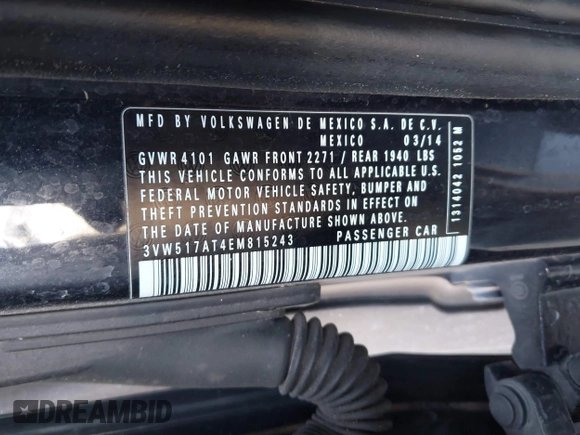 MFD BY VOLKSWAGEN DE MEXICO S.A. DE C.V.
MEXICO 03/14
GVWR 4101 GAWR FRONT 2271 / REAR 1940 LBS
THIS VEHICLE CONFORMS TO ALL APPLICABLE U.S.
FEDERAL MOTOR VEHICLE SAFETY, BUMPER AND
THEFT PREVENTION STANDARDS IN EFFECT ON
THE DATE OF MANUFACTURE SHOWN ABOVE.
3VW517AT4EM815243 PASSENGER CAR
1314042 1052 M
DREAMBID